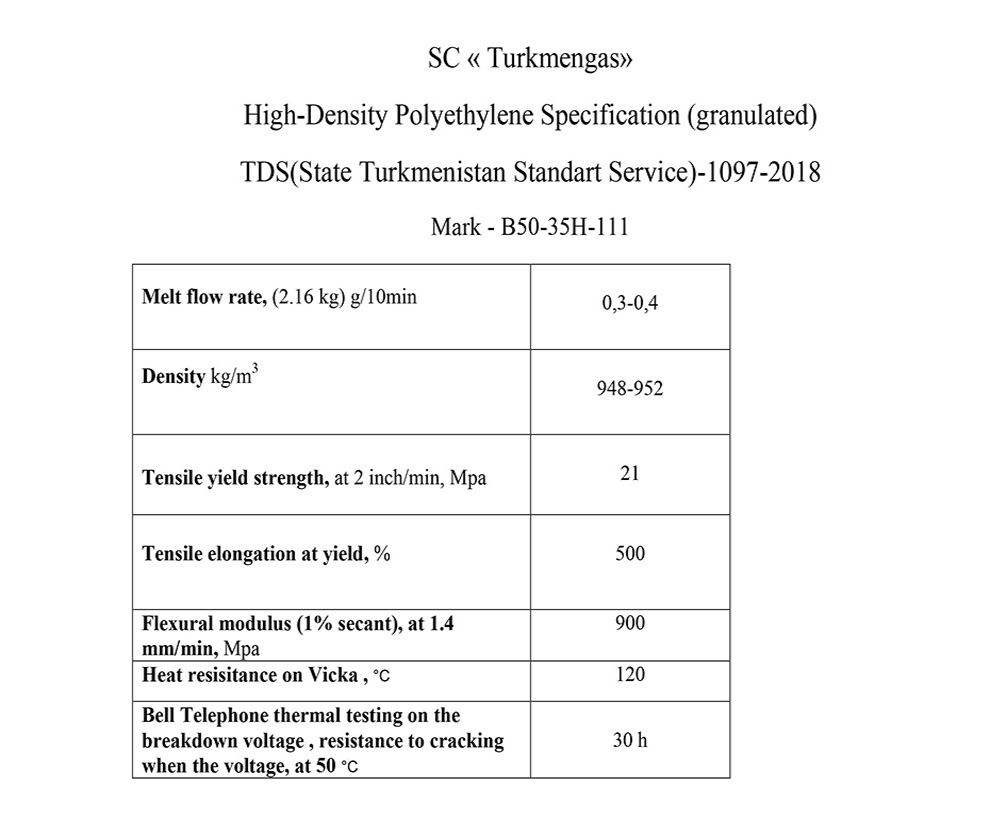 SC « Turkmengas»
High-Density Polyethylene Specification (granulated)
TDS(State Turkmenistan Standart Service)-1097-2018
Mark - B50-35H-111
Melt flow rate, (2.16 kg) g/10min
0,3-0,4
Density kg/m³
948-952
Tensile yield strength, at 2 inch/min, Mpa
21
Tensile elongation at yield, %
500
Flexural modulus (1% secant), at 1.4
mm/min, Mpa
900
Heat resisitance on Vicka , °C
120
Bell Telephone thermal testing on the
breakdown voltage , resistance to cracking
when the voltage, at 50 °C
30 h